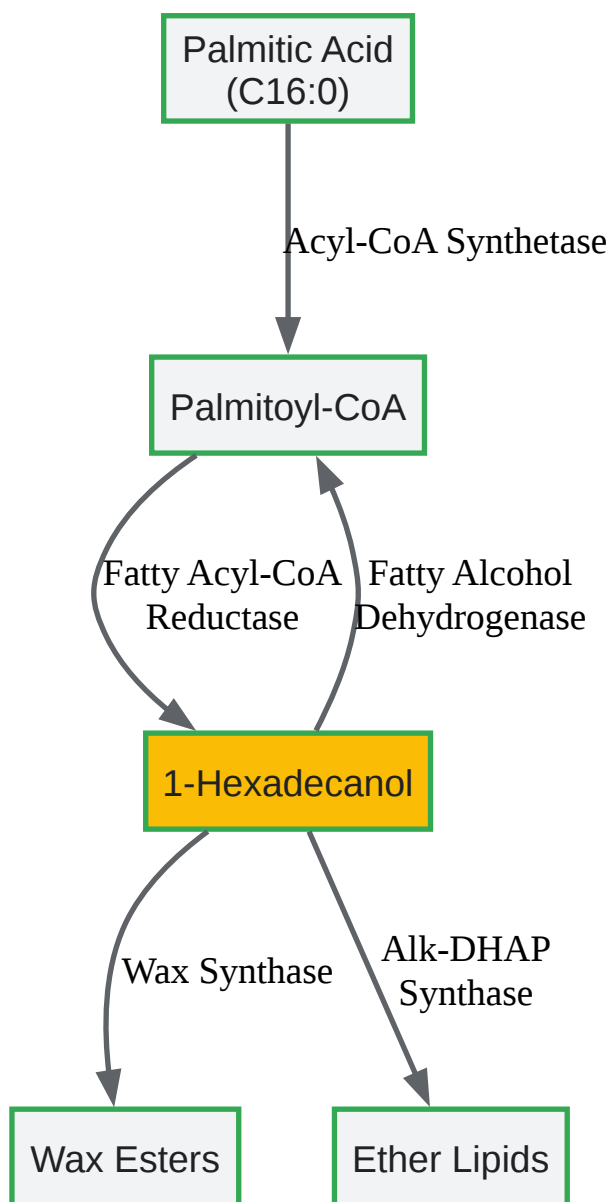 Palmitic Acid
(C16:0)
Acyl-CoA Synthetase
Palmitoyl-CoA
Fatty Acyl-CoA
Reductase
Fatty Alcohol
Dehydrogenase
1-Hexadecanol
Wax Synthase
Alk-DHAP
Synthase
Wax Esters
Ether Lipids